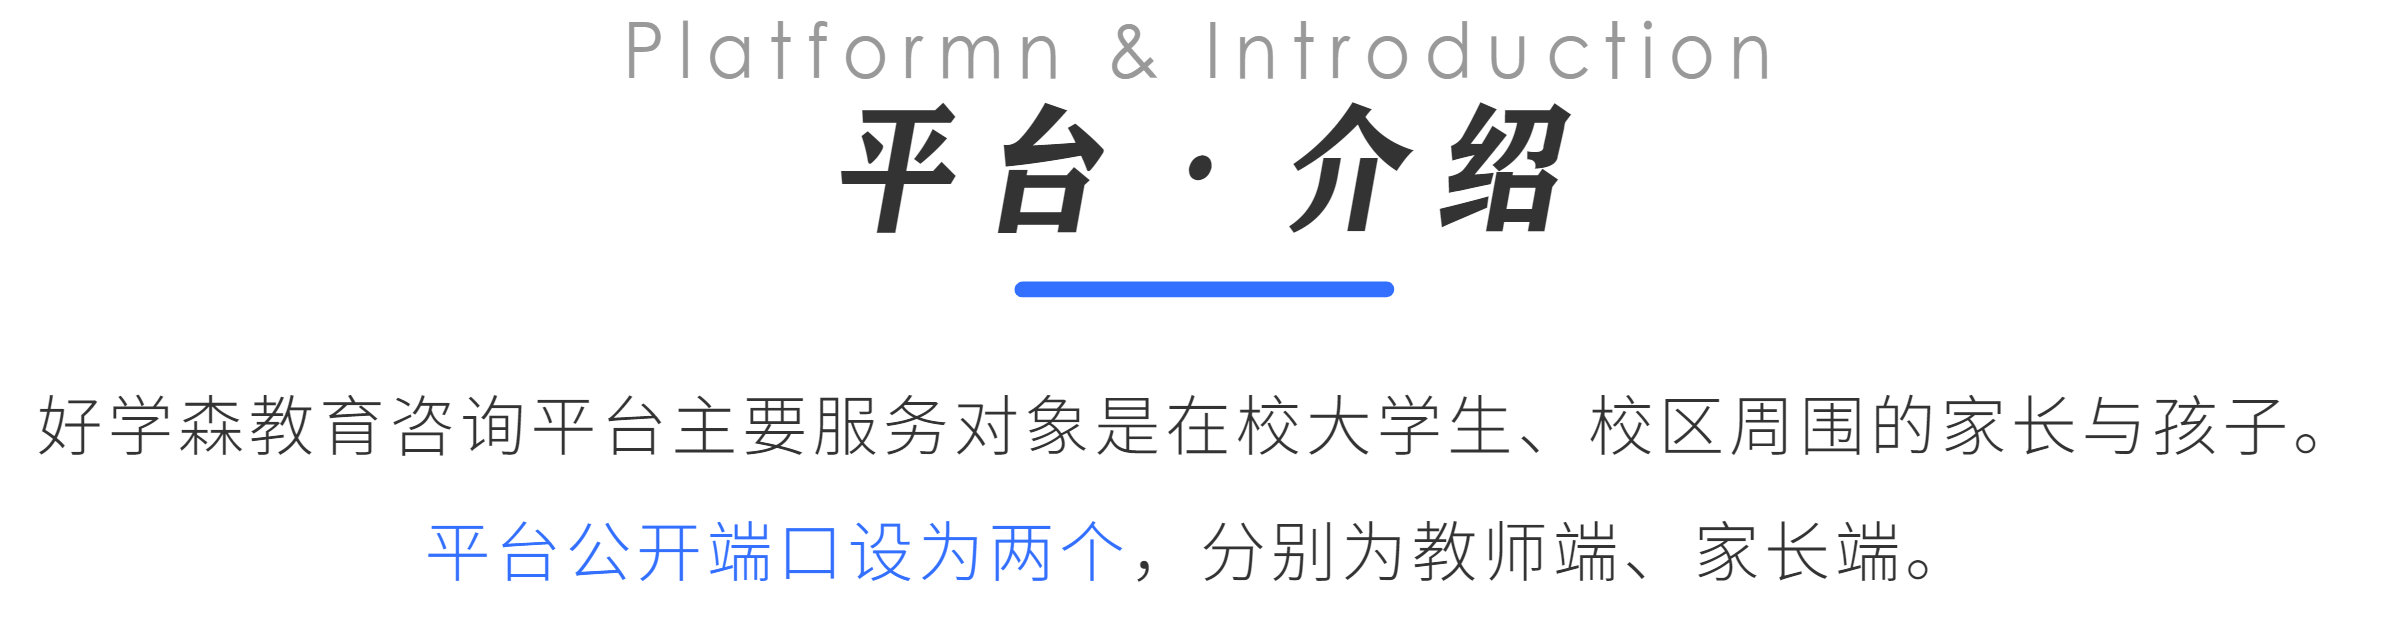 Platformn & Introduction
平台·介绍
好学森教育咨询平台主要服务对象是在校大学生、校区周围的家长与孩子。
平台公开端口设为两个，分别为教师端、家长端。